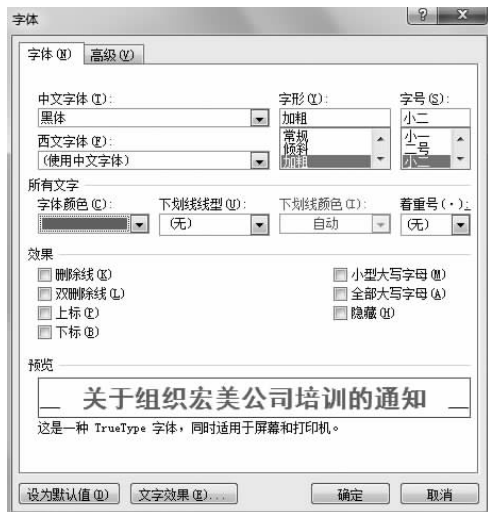 字体
字体(N) 高级(V)
中文字体(T): 字形(Y): 字号(S):
黑体 加粗 小二
西文字体(F): 常规 小一
(使用中文字体) 倾斜 二号
加粗 小二
所有文字
字体颜色(C): 下划线线型(U): 下划线颜色(I): 着重号(·):
(无) 自动 (无)
效果
删除线(K) 小型大写字母(M)
双删除线(L) 全部大写字母(A)
上标(P) 隐藏(H)
下标(B)
预览
关于组织宏美公司培训的通知
这是一种 TrueType 字体，同时适用于屏幕和打印机。
设为默认值(D) 文字效果(E)... 确定 取消